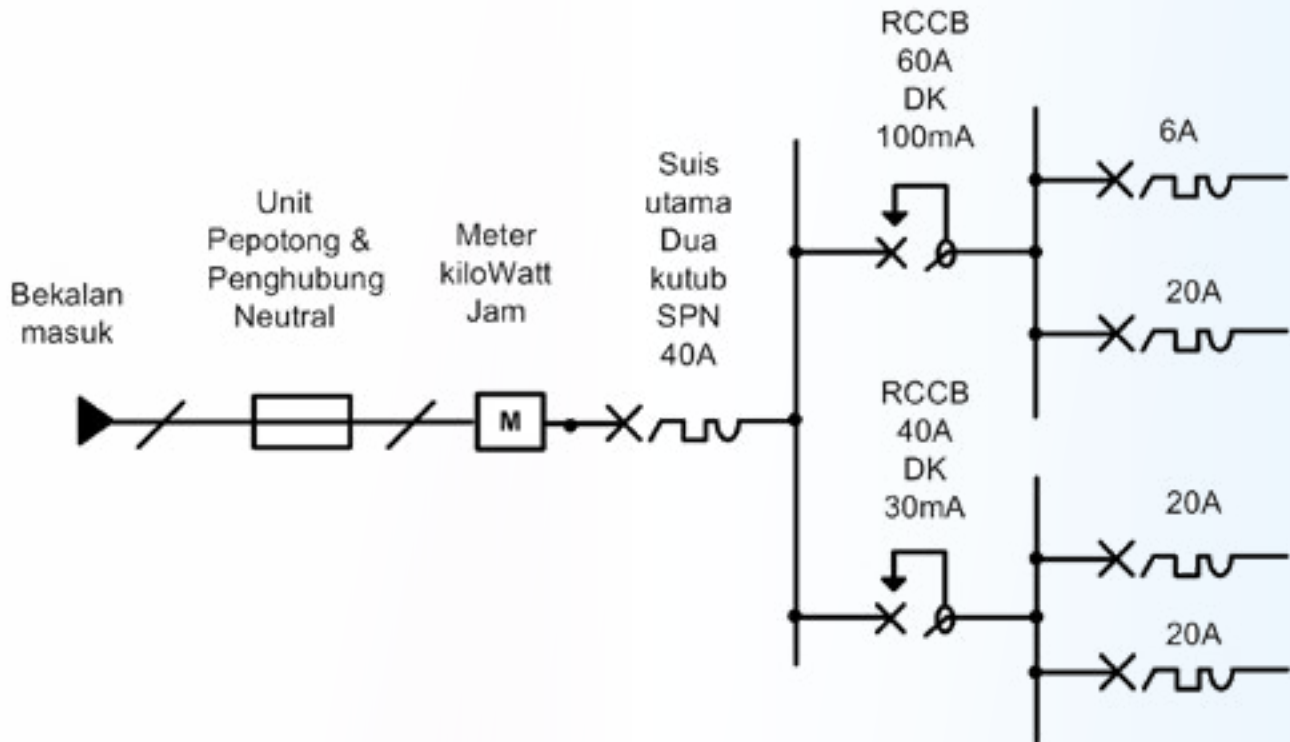 Bekalan
masuk
Unit
Pepotong &
Penghubung
Neutral
Meter
kiloWatt
Jam
M
Suis
utama
Dua
kutub
SPN
40A
RCCB
60A
DK
100mA
6A
20A
RCCB
40A
DK
30mA
20A
20A